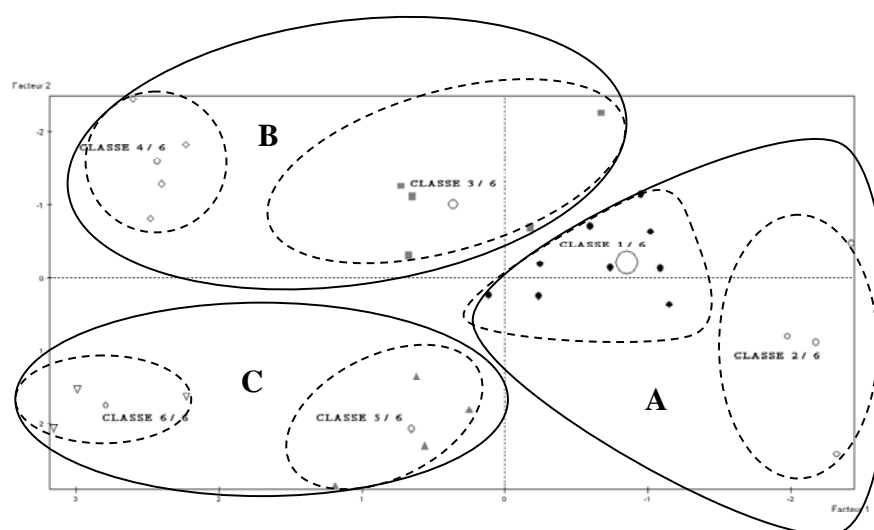 Facteur 2
-2
B
CLASSE 4 / 6
CLASSE 3 / 6
-1
CLASSE 1 / 6
0
1
CLASSE 2 / 6
C
A
CLASSE 6 / 6
CLASSE 5 / 6
2
3
2
1
0
-1
-2
Facteur 1